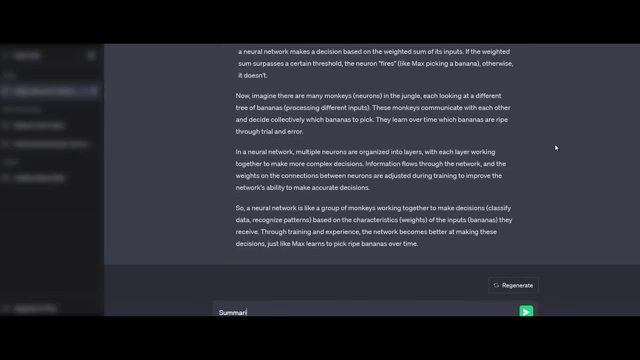 a neural network makes a decision based on the weighted sum of its inputs. If the weighted
sum surpasses a certain threshold, the neuron "fires" (like Max picking a banana), otherwise,
it doesn't.
Now, imagine there are many monkeys (neurons) in the jungle, each looking at a different
tree of bananas (processing different inputs). These monkeys communicate with each other
and decide collectively which bananas to pick. They learn over time which bananas are ripe
through trial and error.
In a neural network, multiple neurons are organized into layers, with each layer working
together to make more complex decisions. Information flows through the network, and the
weights on the connections between neurons are adjusted during training to improve the
network's ability to make accurate decisions.
So, a neural network is like a group of monkeys working together to make decisions (classify
data, recognize patterns) based on the characteristics (weights) of the inputs (bananas) they
receive. Through training and experience, the network becomes better at making these
decisions, just like Max learns to pick ripe bananas over time.
Regenerate
Summari